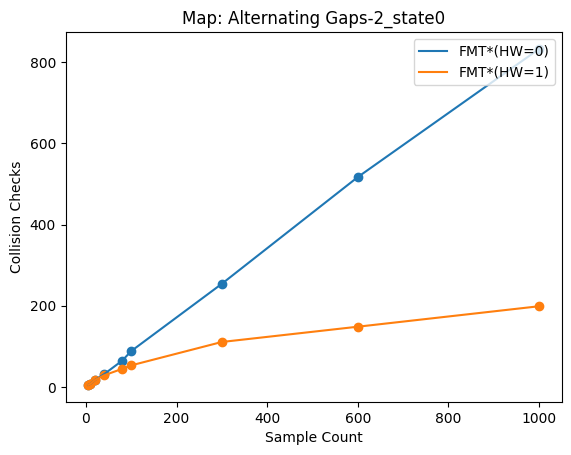 Map: Alternating Gaps-2_state0
FMT*(HW=0)
FMT*(HW=1)
Collision Checks
800
600
400
200
0
0 200 400 600 800 1000
Sample Count